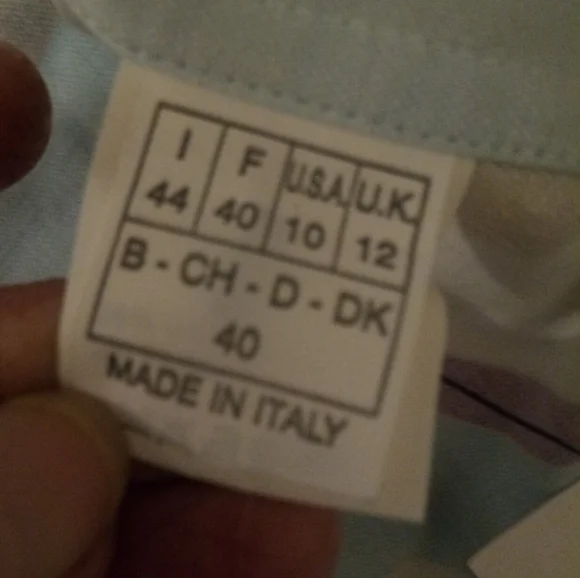 I F U.S.A. U.K.
44 40 10 12
B - CH - D - DK
40
MADE IN ITALY